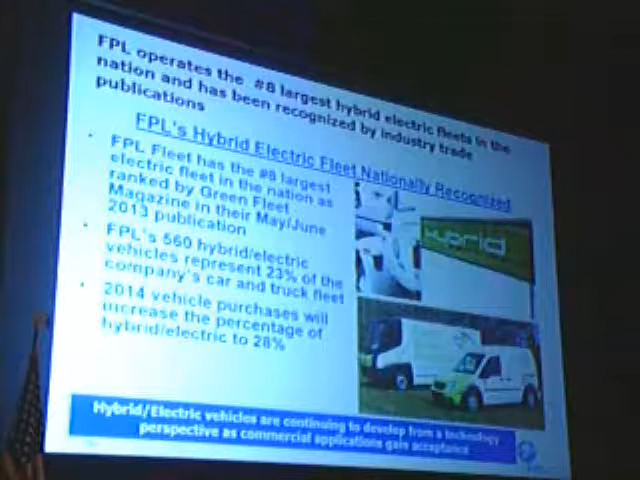 FPL operates the #8 largest hybrid electric fleets in the
nation and has been recognized by industry trade
publications
FPL's Hybrid Electric Fleet Nationally Recognized
• FPL Fleet has the #8 largest
electric fleet in the nation as
ranked by Green Fleet
Magazine in their May/June
2013 publication
• FPL's 560 hybrid/electric
vehicles represent 23% of the
company's car and truck fleet
• 2014 vehicle purchases will
increase the percentage of
hybrid/electric to 28%
hybrid
Hybrid/Electric vehicles are continuing to develop from a technology
perspective as commercial applications gain acceptance